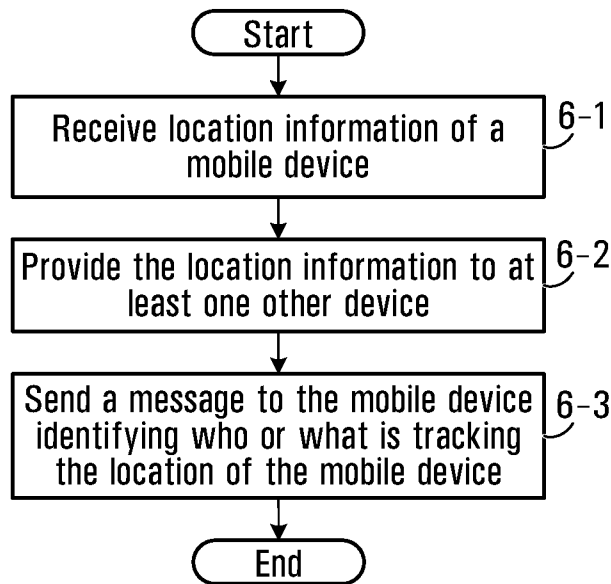 Start
Receive location information of a
mobile device
6-1
Provide the location information to at
least one other device
6-2
Send a message to the mobile device
identifying who or what is tracking
the location of the mobile device
6-3
End